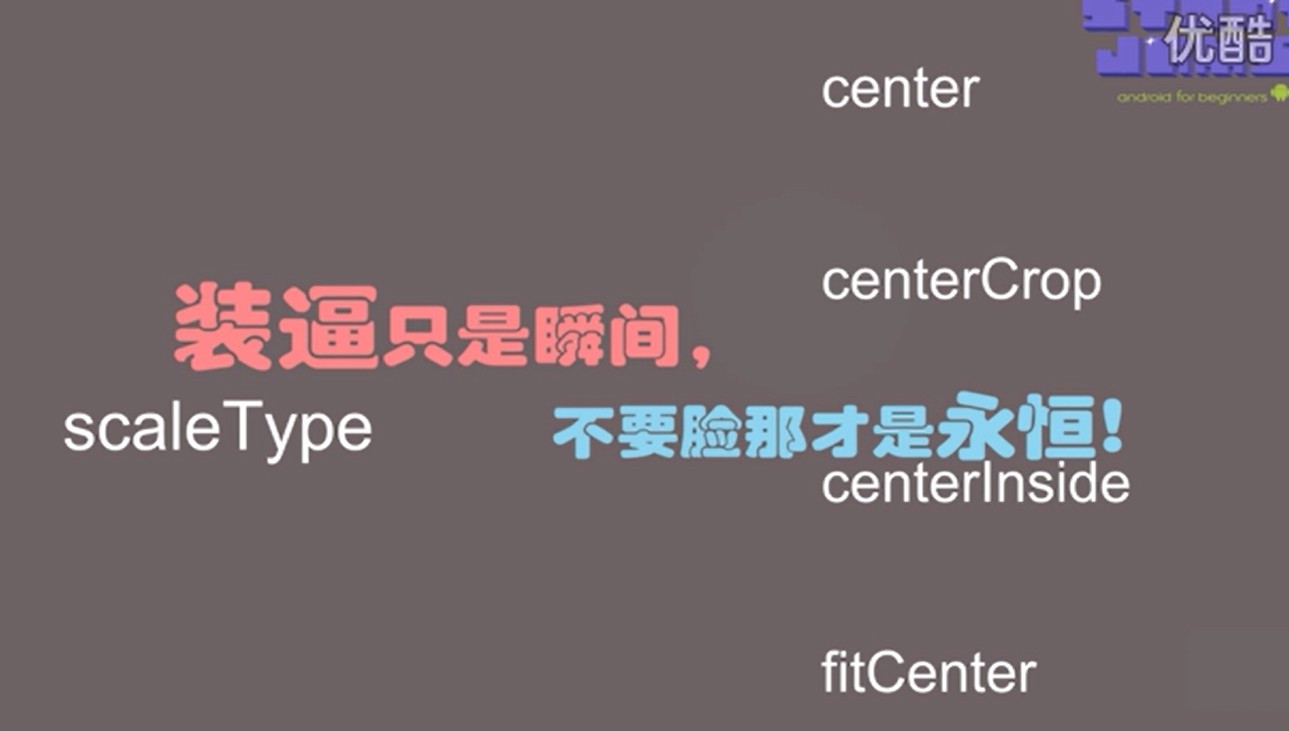 优酷
android for beginners
center
centerCrop
装逼只是瞬间，
scaleType
不要脸那才是永恒！
centerInside
fitCenter